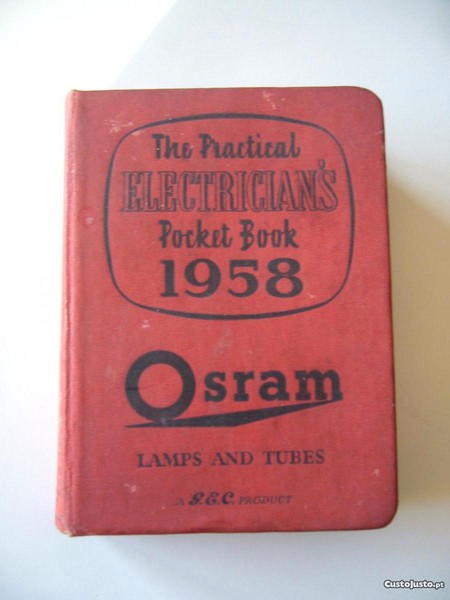 The Practical
ELECTRICIAN'S
Pocket Book
1958
Osram
LAMPS AND TUBES
A G.E.C. PRODUCT
CustoJusto.pt